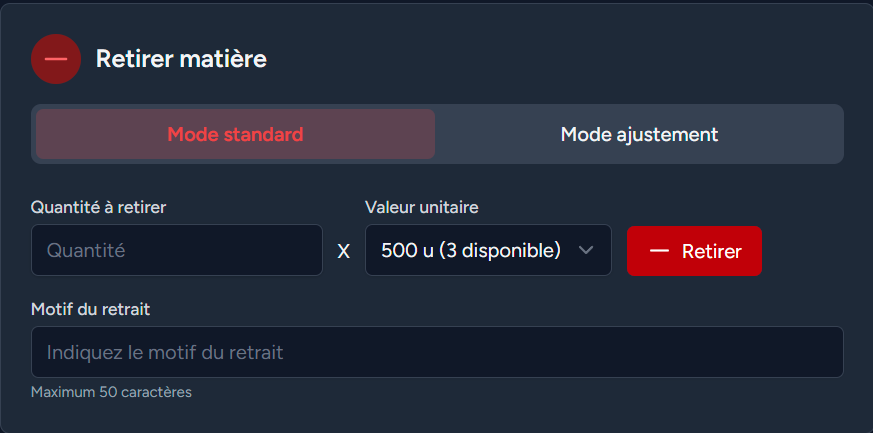 Retirer matière
Mode standard
Mode ajustement
Quantité à retirer
Valeur unitaire
Quantité
X
500 u (3 disponible)
Retirer
Motif du retrait
Indiquez le motif du retrait
Maximum 50 caractères